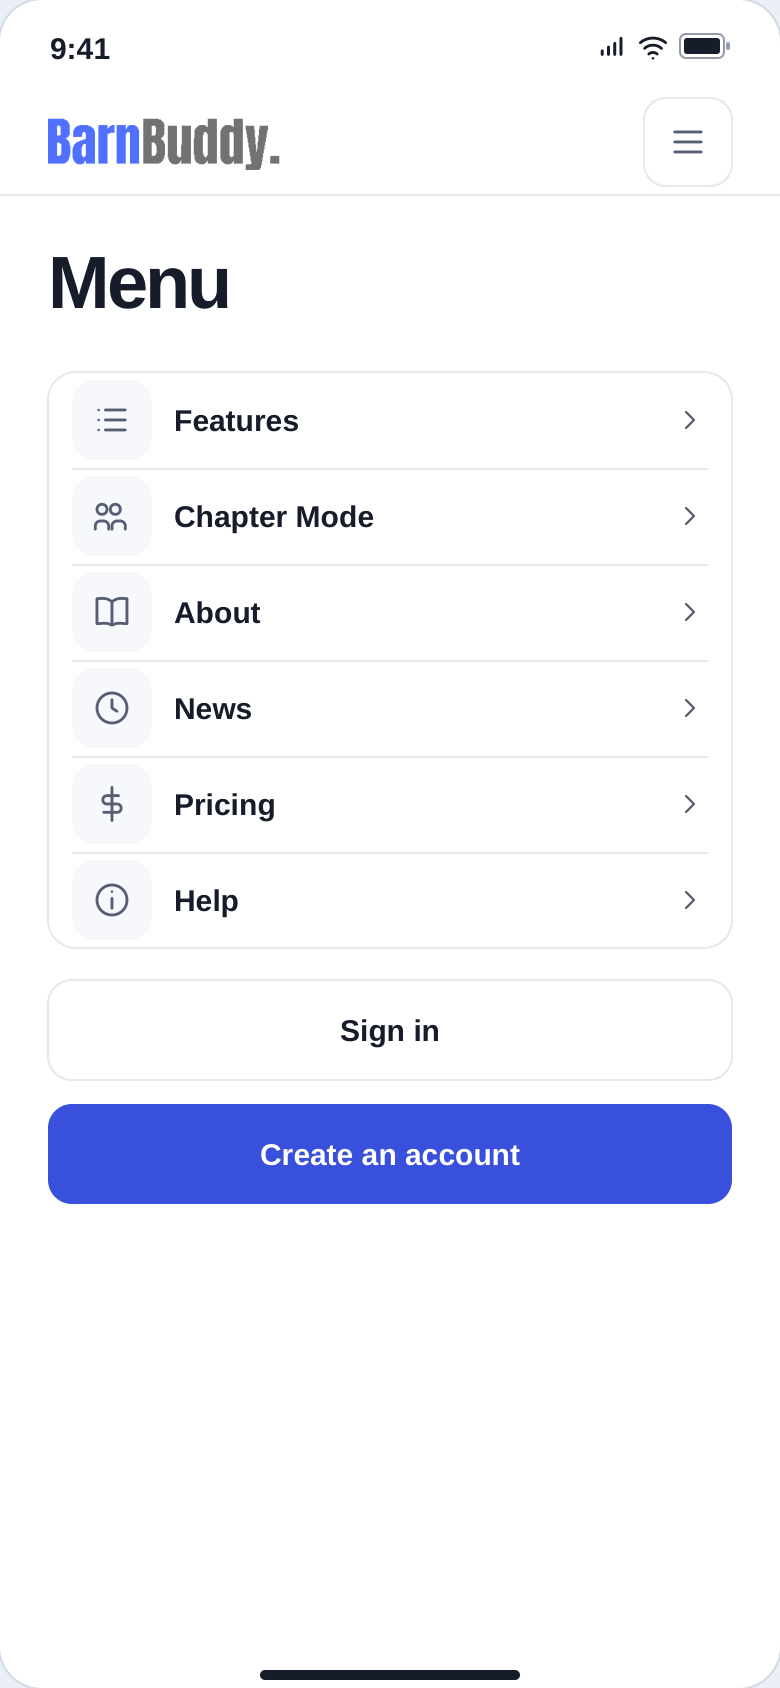 9:41
BarnBuddy.
Menu
Features
Chapter Mode
About
News
Pricing
Help
Sign in
Create an account